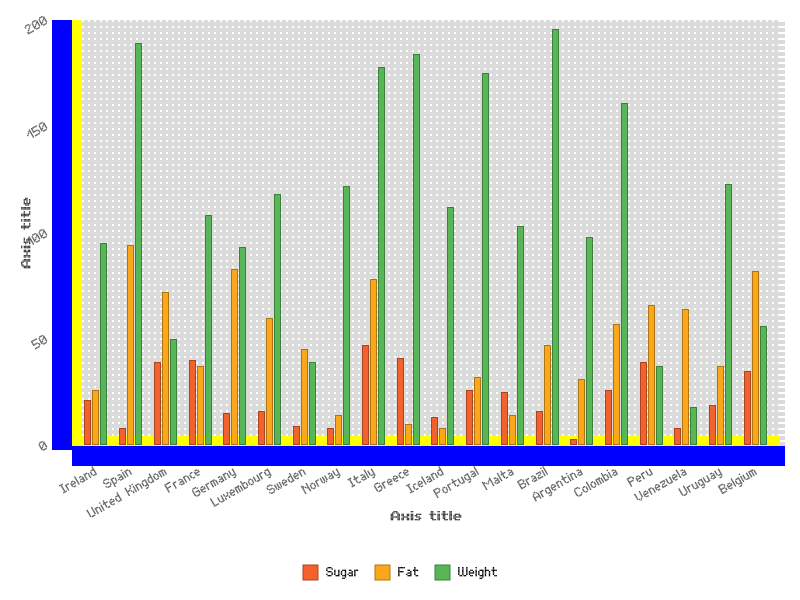 200
150
100
50
0
Axis title
Ireland
Spain
United Kingdom
France
Germany
Luxembourg
Sweden
Norway
Italy
Greece
Iceland
Portugal
Malta
Brazil
Argentina
Colombia
Peru
Venezuela
Uruguay
Belgium
Axis title
Sugar Fat Weight